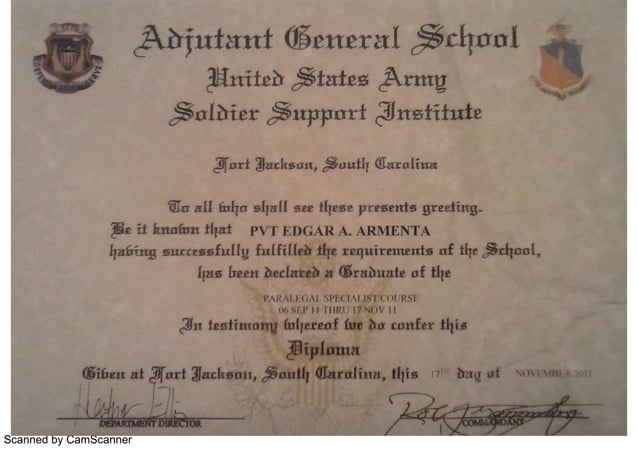 1775
DEFEND AND SERVE
Adjutant General School
United States Army
Soldier Support Institute
Fort Jackson, South Carolina
To all who shall see these presents greeting.
Be it known that PVT EDGAR A. ARMENTA
having successfully fulfilled the requirements of the School,
has been declared a Graduate of the
PARALEGAL SPECIALIST COURSE
06 SEP 11 THRU 17 NOV 11
In testimony whereof we do confer this
Diploma
Given at Fort Jackson, South Carolina, this 17TH day of NOVEMBER 2011
DEPARTMENT DIRECTOR COMMANDANT
Scanned by CamScanner